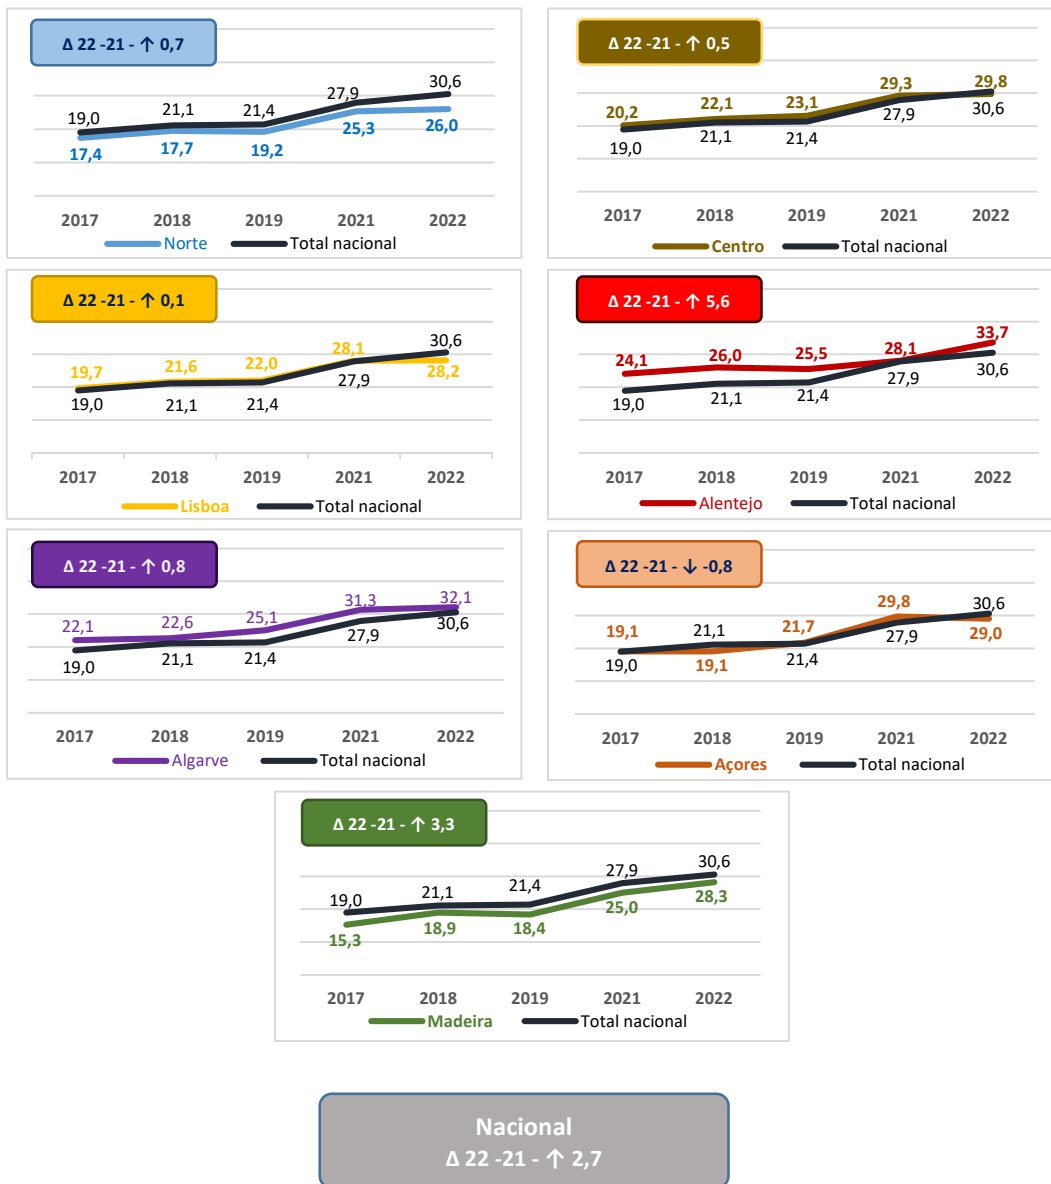 Δ 22 -21 - ↑ 0,7
19,0 21,1 21,4 27,9 30,6
17,4 17,7 19,2 25,3 26,0
2017 2018 2019 2021 2022
Norte Total nacional
Δ 22 -21 - ↑ 0,5
20,2 22,1 23,1 29,3 29,8
19,0 21,1 21,4 27,9 30,6
2017 2018 2019 2021 2022
Centro Total nacional
Δ 22 -21 - ↑ 0,1
19,7 21,6 22,0 28,1 30,6
19,0 21,1 21,4 27,9 28,2
2017 2018 2019 2021 2022
Lisboa Total nacional
Δ 22 -21 - ↑ 5,6
24,1 26,0 25,5 28,1 33,7
19,0 21,1 21,4 27,9 30,6
2017 2018 2019 2021 2022
Alentejo Total nacional
Δ 22 -21 - ↑ 0,8
22,1 22,6 25,1 31,3 32,1
19,0 21,1 21,4 27,9 30,6
2017 2018 2019 2021 2022
Algarve Total nacional
Δ 22 -21 - ↓ -0,8
19,1 21,1 21,7 29,8 30,6
19,0 19,1 21,4 27,9 29,0
2017 2018 2019 2021 2022
Açores Total nacional
Δ 22 -21 - ↑ 3,3
19,0 21,1 21,4 27,9 30,6
15,3 18,9 18,4 25,0 28,3
2017 2018 2019 2021 2022
Madeira Total nacional
Nacional
Δ 22 -21 - ↑ 2,7